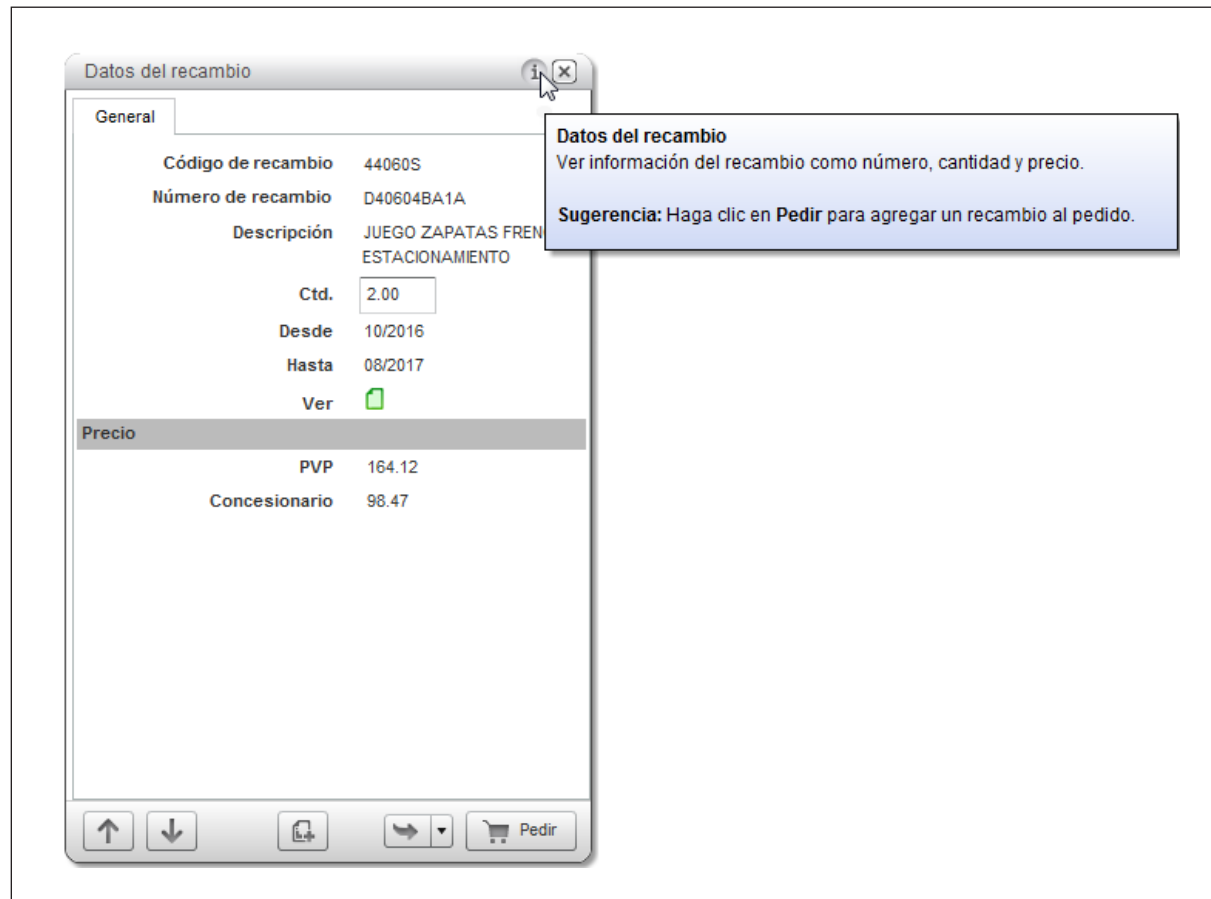 Datos del recambio
General
Código de recambio 44060S
Número de recambio D40604BA1A
Descripción JUEGO ZAPATAS
ESTACIONAMIENTO
Ctd. 2.00
Desde 10/2016
Hasta 08/2017
Ver
Precio
PVP 164.12
Concesionario 98.47
Pedir
Datos del recambio
Ver información del recambio como número, cantidad y precio.
Sugerencia: Haga clic en Pedir para agregar un recambio al pedido.